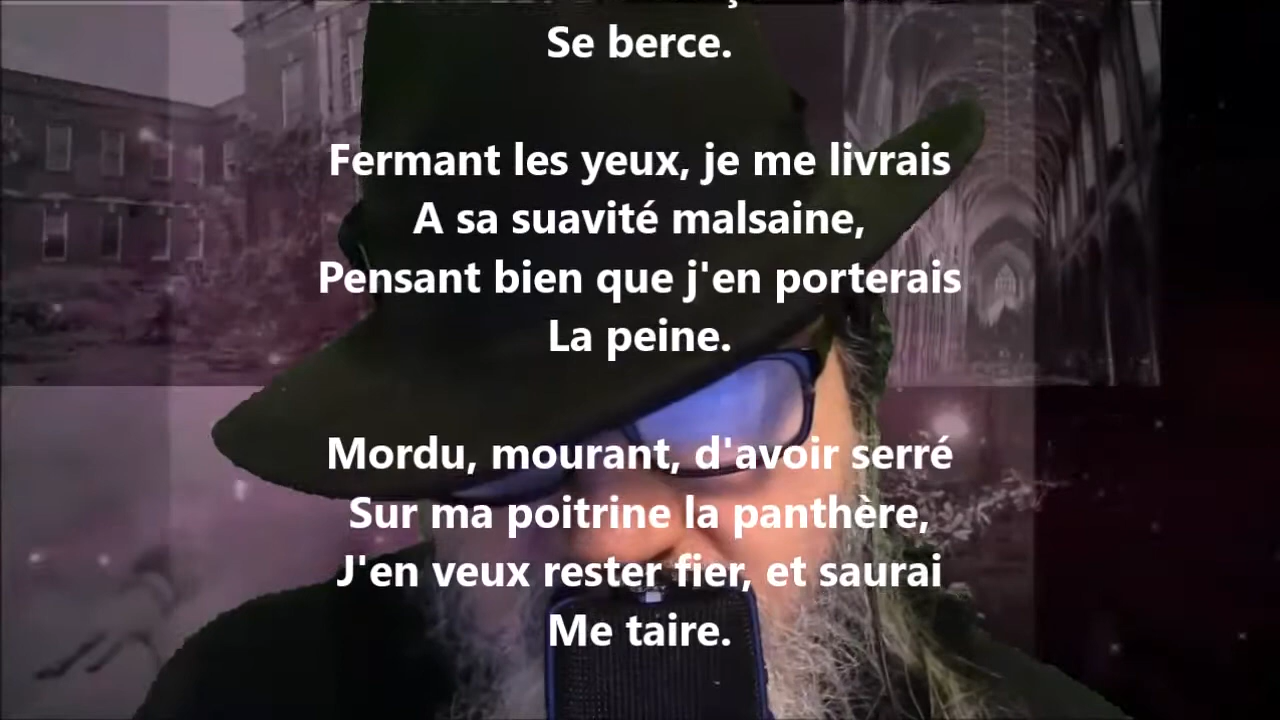 Se berce.
Fermant les yeux, je me livrais
A sa suavité malsaine,
Pensant bien que j'en porterais
La peine.
Mordu, mourant, d'avoir serré
Sur ma poitrine la panthère,
J'en veux rester fier, et saurai
Me taire.